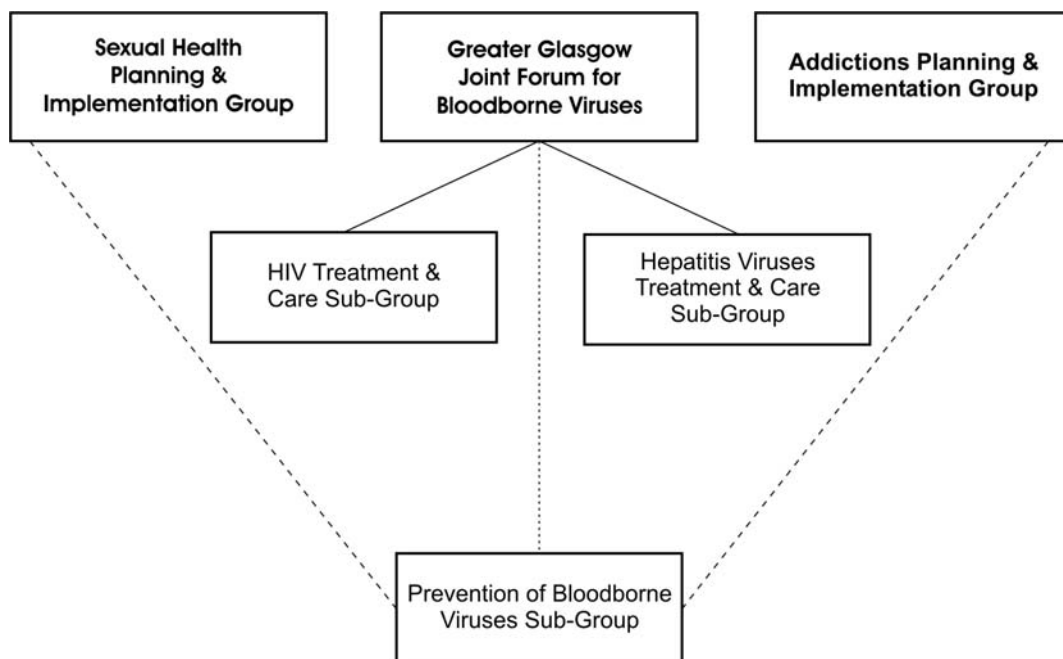 Sexual Health
Planning &
Implementation Group
Greater Glasgow
Joint Forum for
Bloodborne Viruses
Addictions Planning &
Implementation Group
HIV Treatment &
Care Sub-Group
Hepatitis Viruses
Treatment & Care
Sub-Group
Prevention of Bloodborne
Viruses Sub-Group